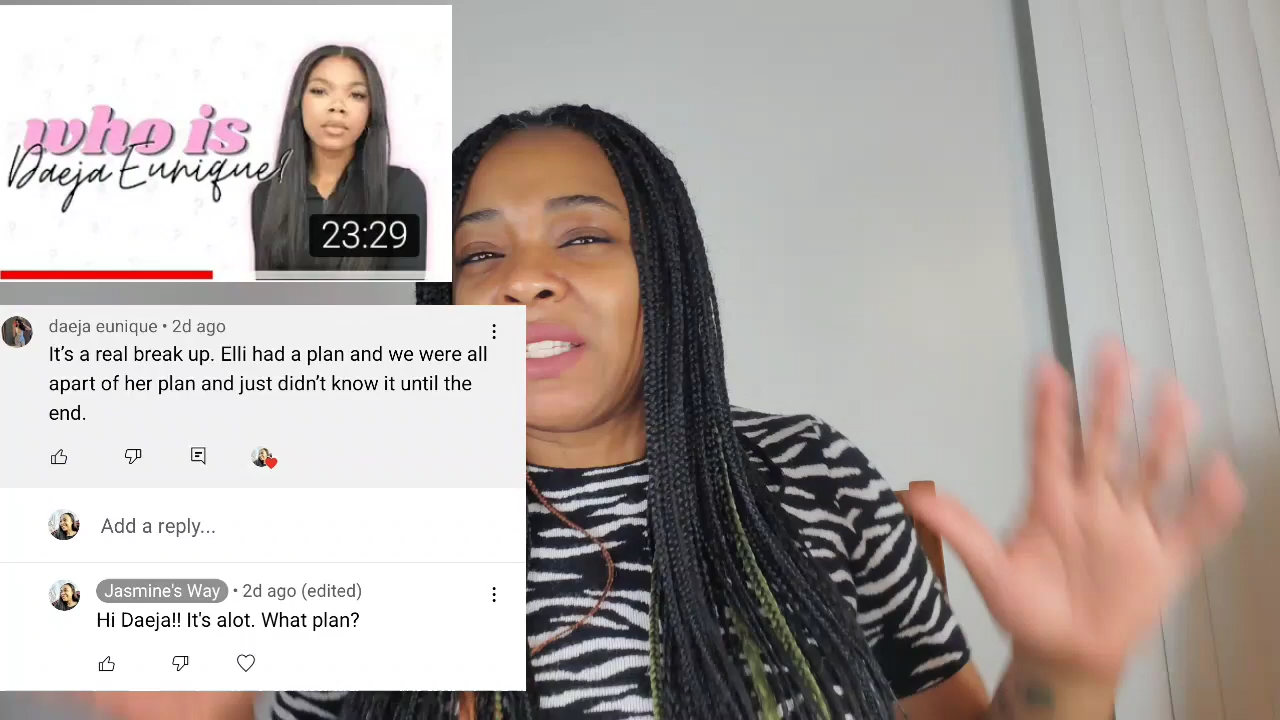 who is
Daeja Eunique?
23:29
daeja eunique • 2d ago
It's a real break up. Elli had a plan and we were all
apart of her plan and just didn't know it until the
end.
Add a reply...
Jasmine's Way • 2d ago (edited)
Hi Daeja!! It's alot. What plan?